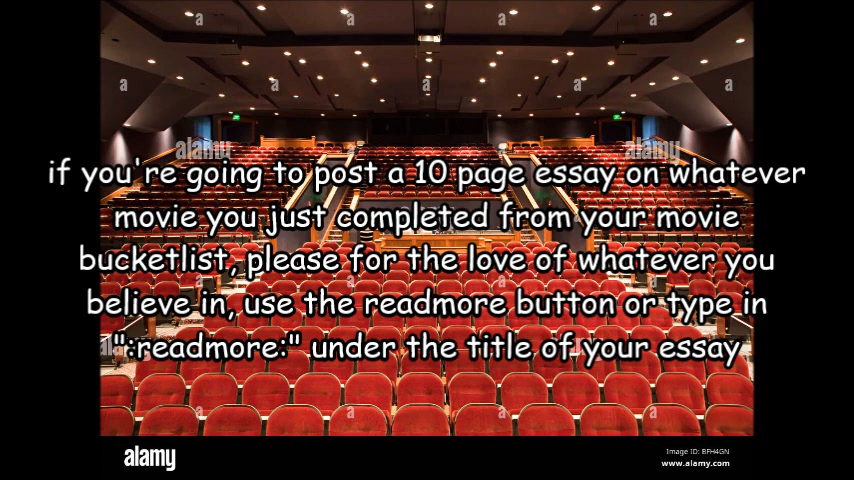 if you're going to post a 10 page essay on whatever
movie you just completed from your movie
bucketlist, please for the love of whatever you
believe in, use the readmore button or type in
":readmore:" under the title of your essay
a a a a
a a a a a
alamy alamy
a a a
alamy
Image ID: BFH4GN
www.alamy.com